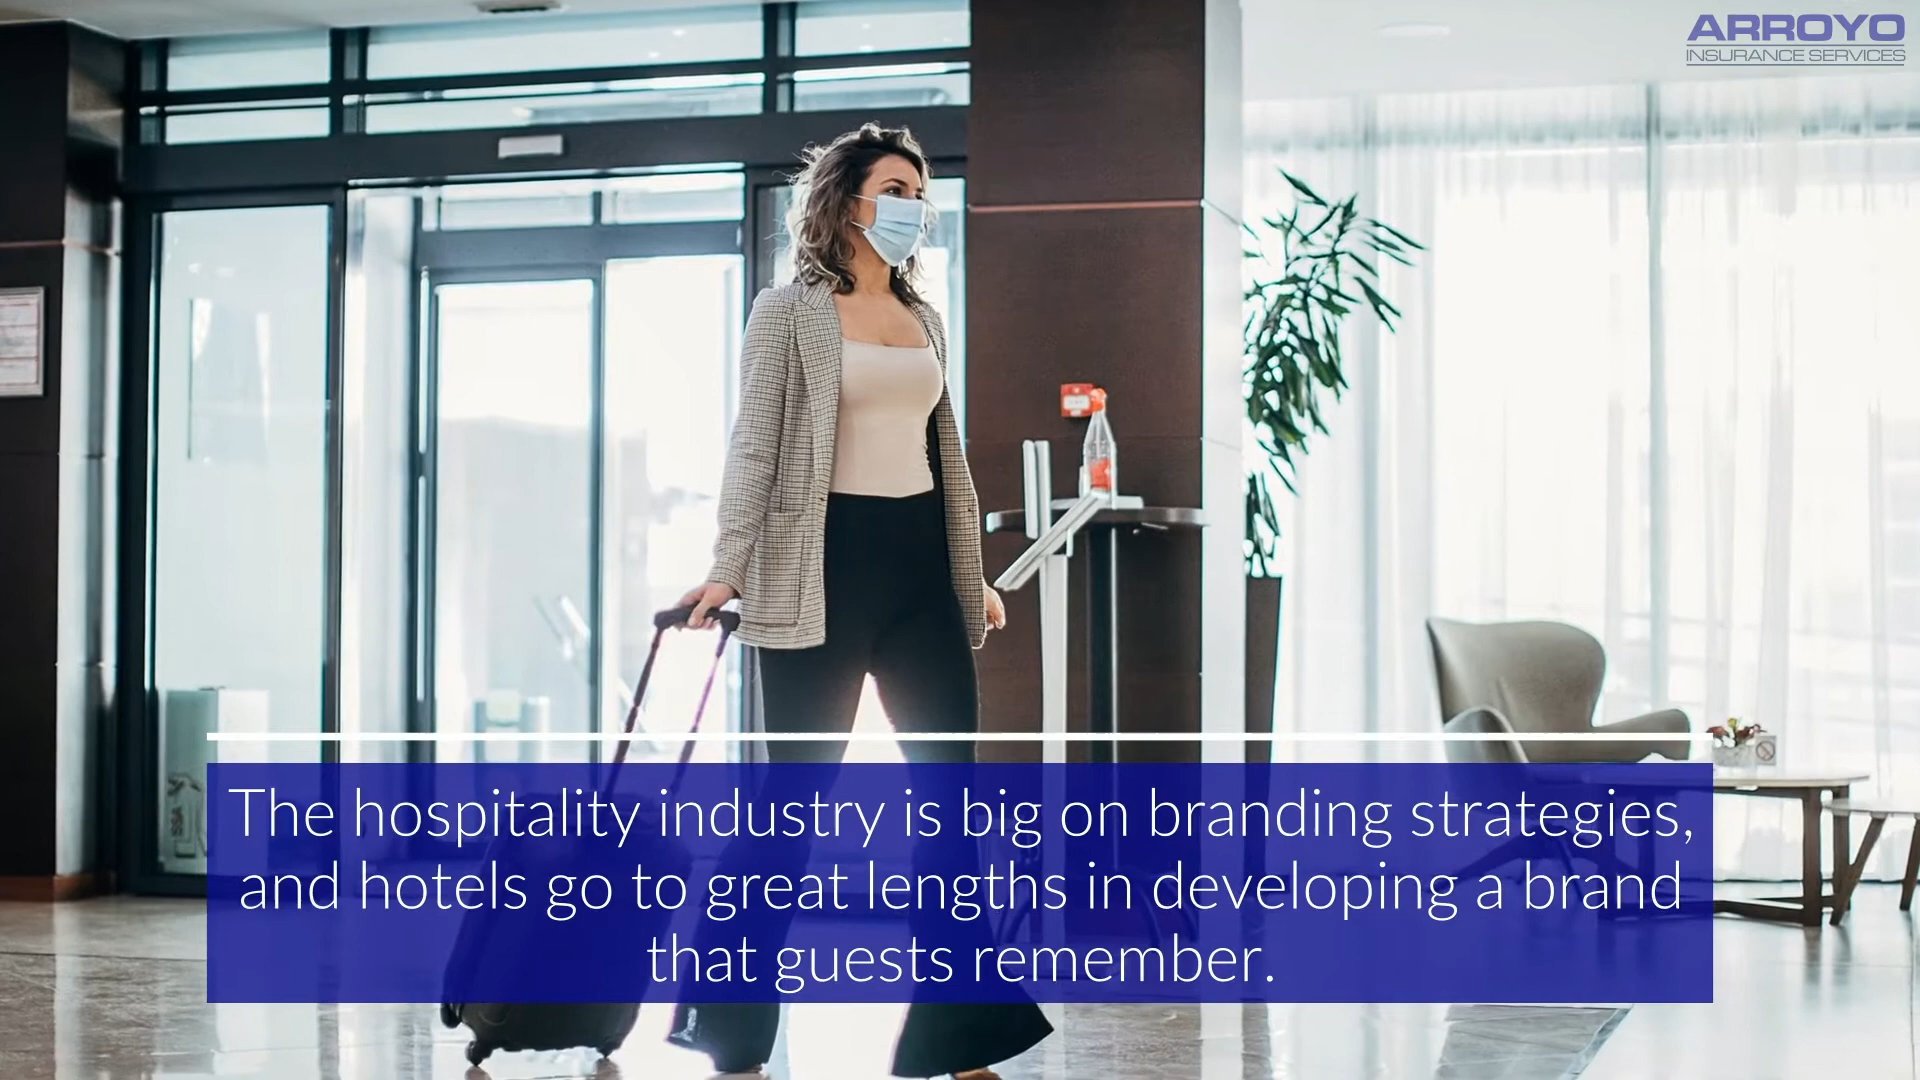 ARROYO
INSURANCE SERVICES
The hospitality industry is big on branding strategies,
and hotels go to great lengths in developing a brand
that guests remember.